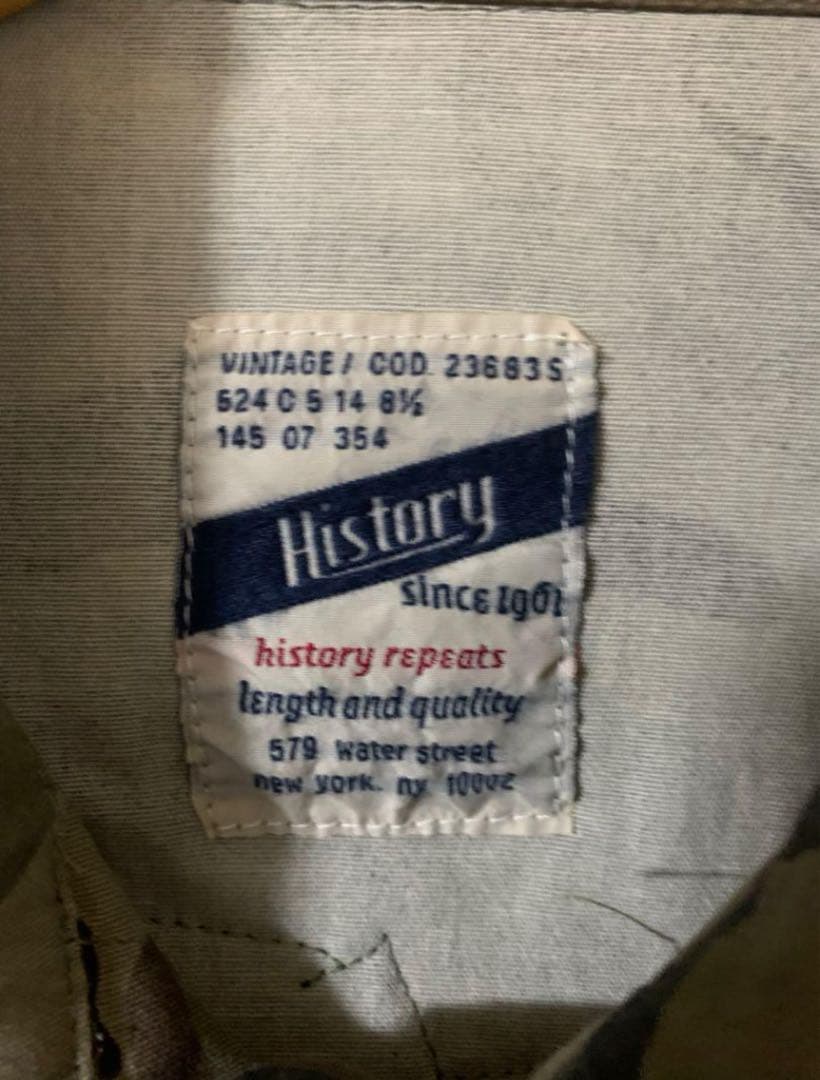 VINTAGE / COD. 23683 S
524 C 5 14 8½
145 07 354
History
since 1961
history repeats
length and quality
579 water street
new york. ny 10002